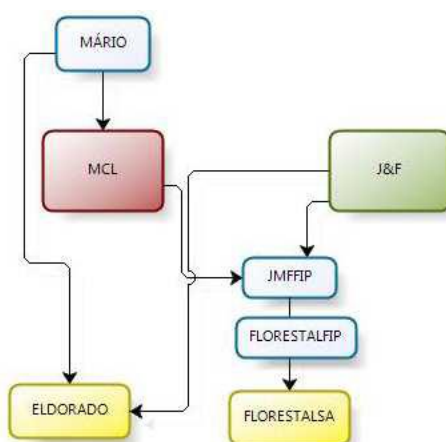 MÁRIO
MCL
J&F
JMFFIP
FLORESTALFIP
ELDORADO
FLORESTALSA